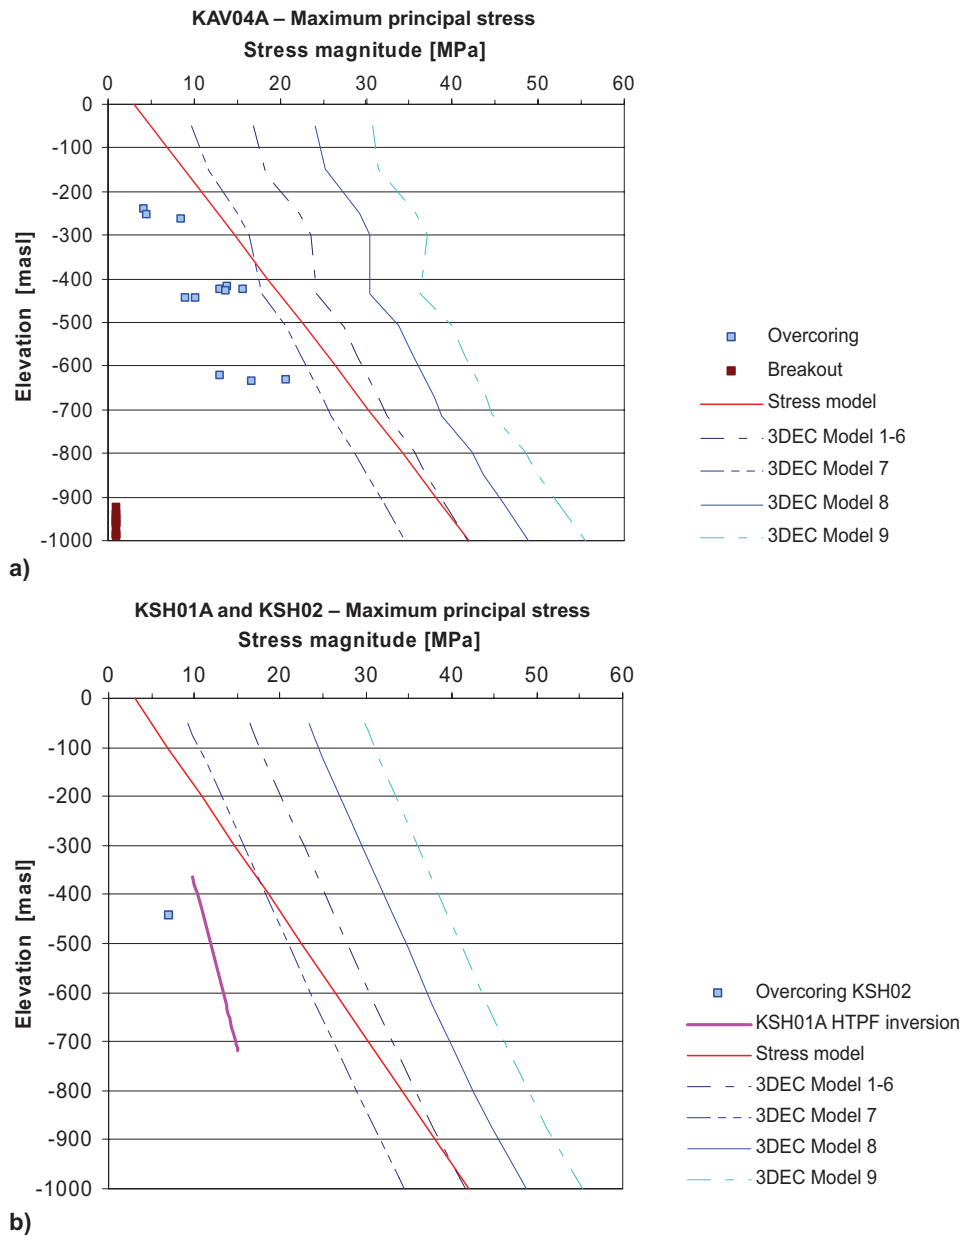 KAV04A – Maximum principal stress
Stress magnitude [MPa]
0 10 20 30 40 50 60
0
-100
-200
-300
-400
-500
-600
-700
-800
-900
-1000
Elevation [masl]
Overcoring
Breakout
Stress model
3DEC Model 1-6
3DEC Model 7
3DEC Model 8
3DEC Model 9
a)
KSH01A and KSH02 – Maximum principal stress
Stress magnitude [MPa]
0 10 20 30 40 50 60
0
-100
-200
-300
-400
-500
-600
-700
-800
-900
-1000
Elevation [masl]
Overcoring KSH02
KSH01A HTPF inversion
Stress model
3DEC Model 1-6
3DEC Model 7
3DEC Model 8
3DEC Model 9
b)